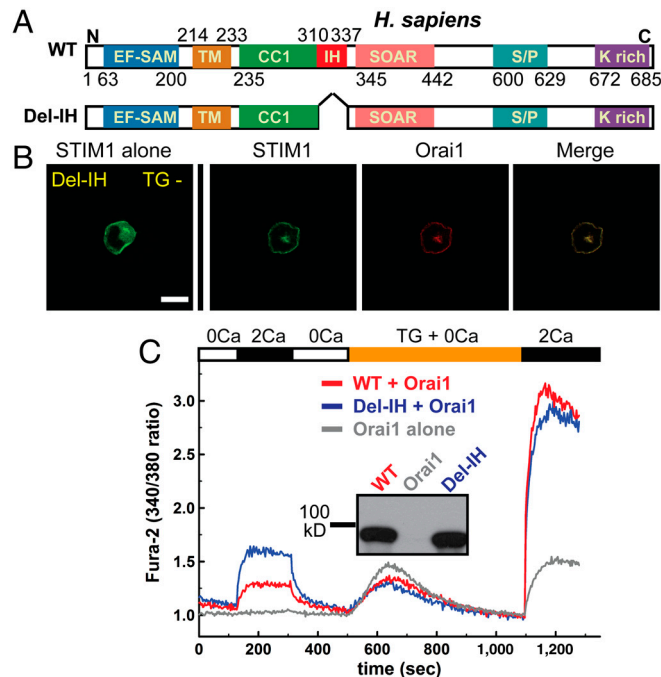 A
H. sapiens
N 214 233 310 337 C
WT EF-SAM TM CC1 IH SOAR S/P K rich
1 63 200 235 345 442 600 629 672 685
Del-IH EF-SAM TM CC1 SOAR S/P K rich
B
STIM1 alone STIM1 Orai1 Merge
Del-IH TG -
C
0Ca 2Ca 0Ca TG + 0Ca 2Ca
WT + Orai1
Del-IH + Orai1
Orai1 alone
WT Orai1 Del-IH
100
kD
Fura-2 (340/380 ratio)
3.0
2.5
2.0
1.5
1.0
0 200 400 600 800 1,000 1,200
time (sec)